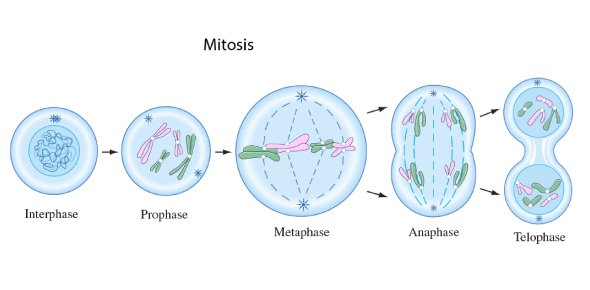 Mitosis
Interphase
Prophase
Metaphase
Anaphase
Telophase